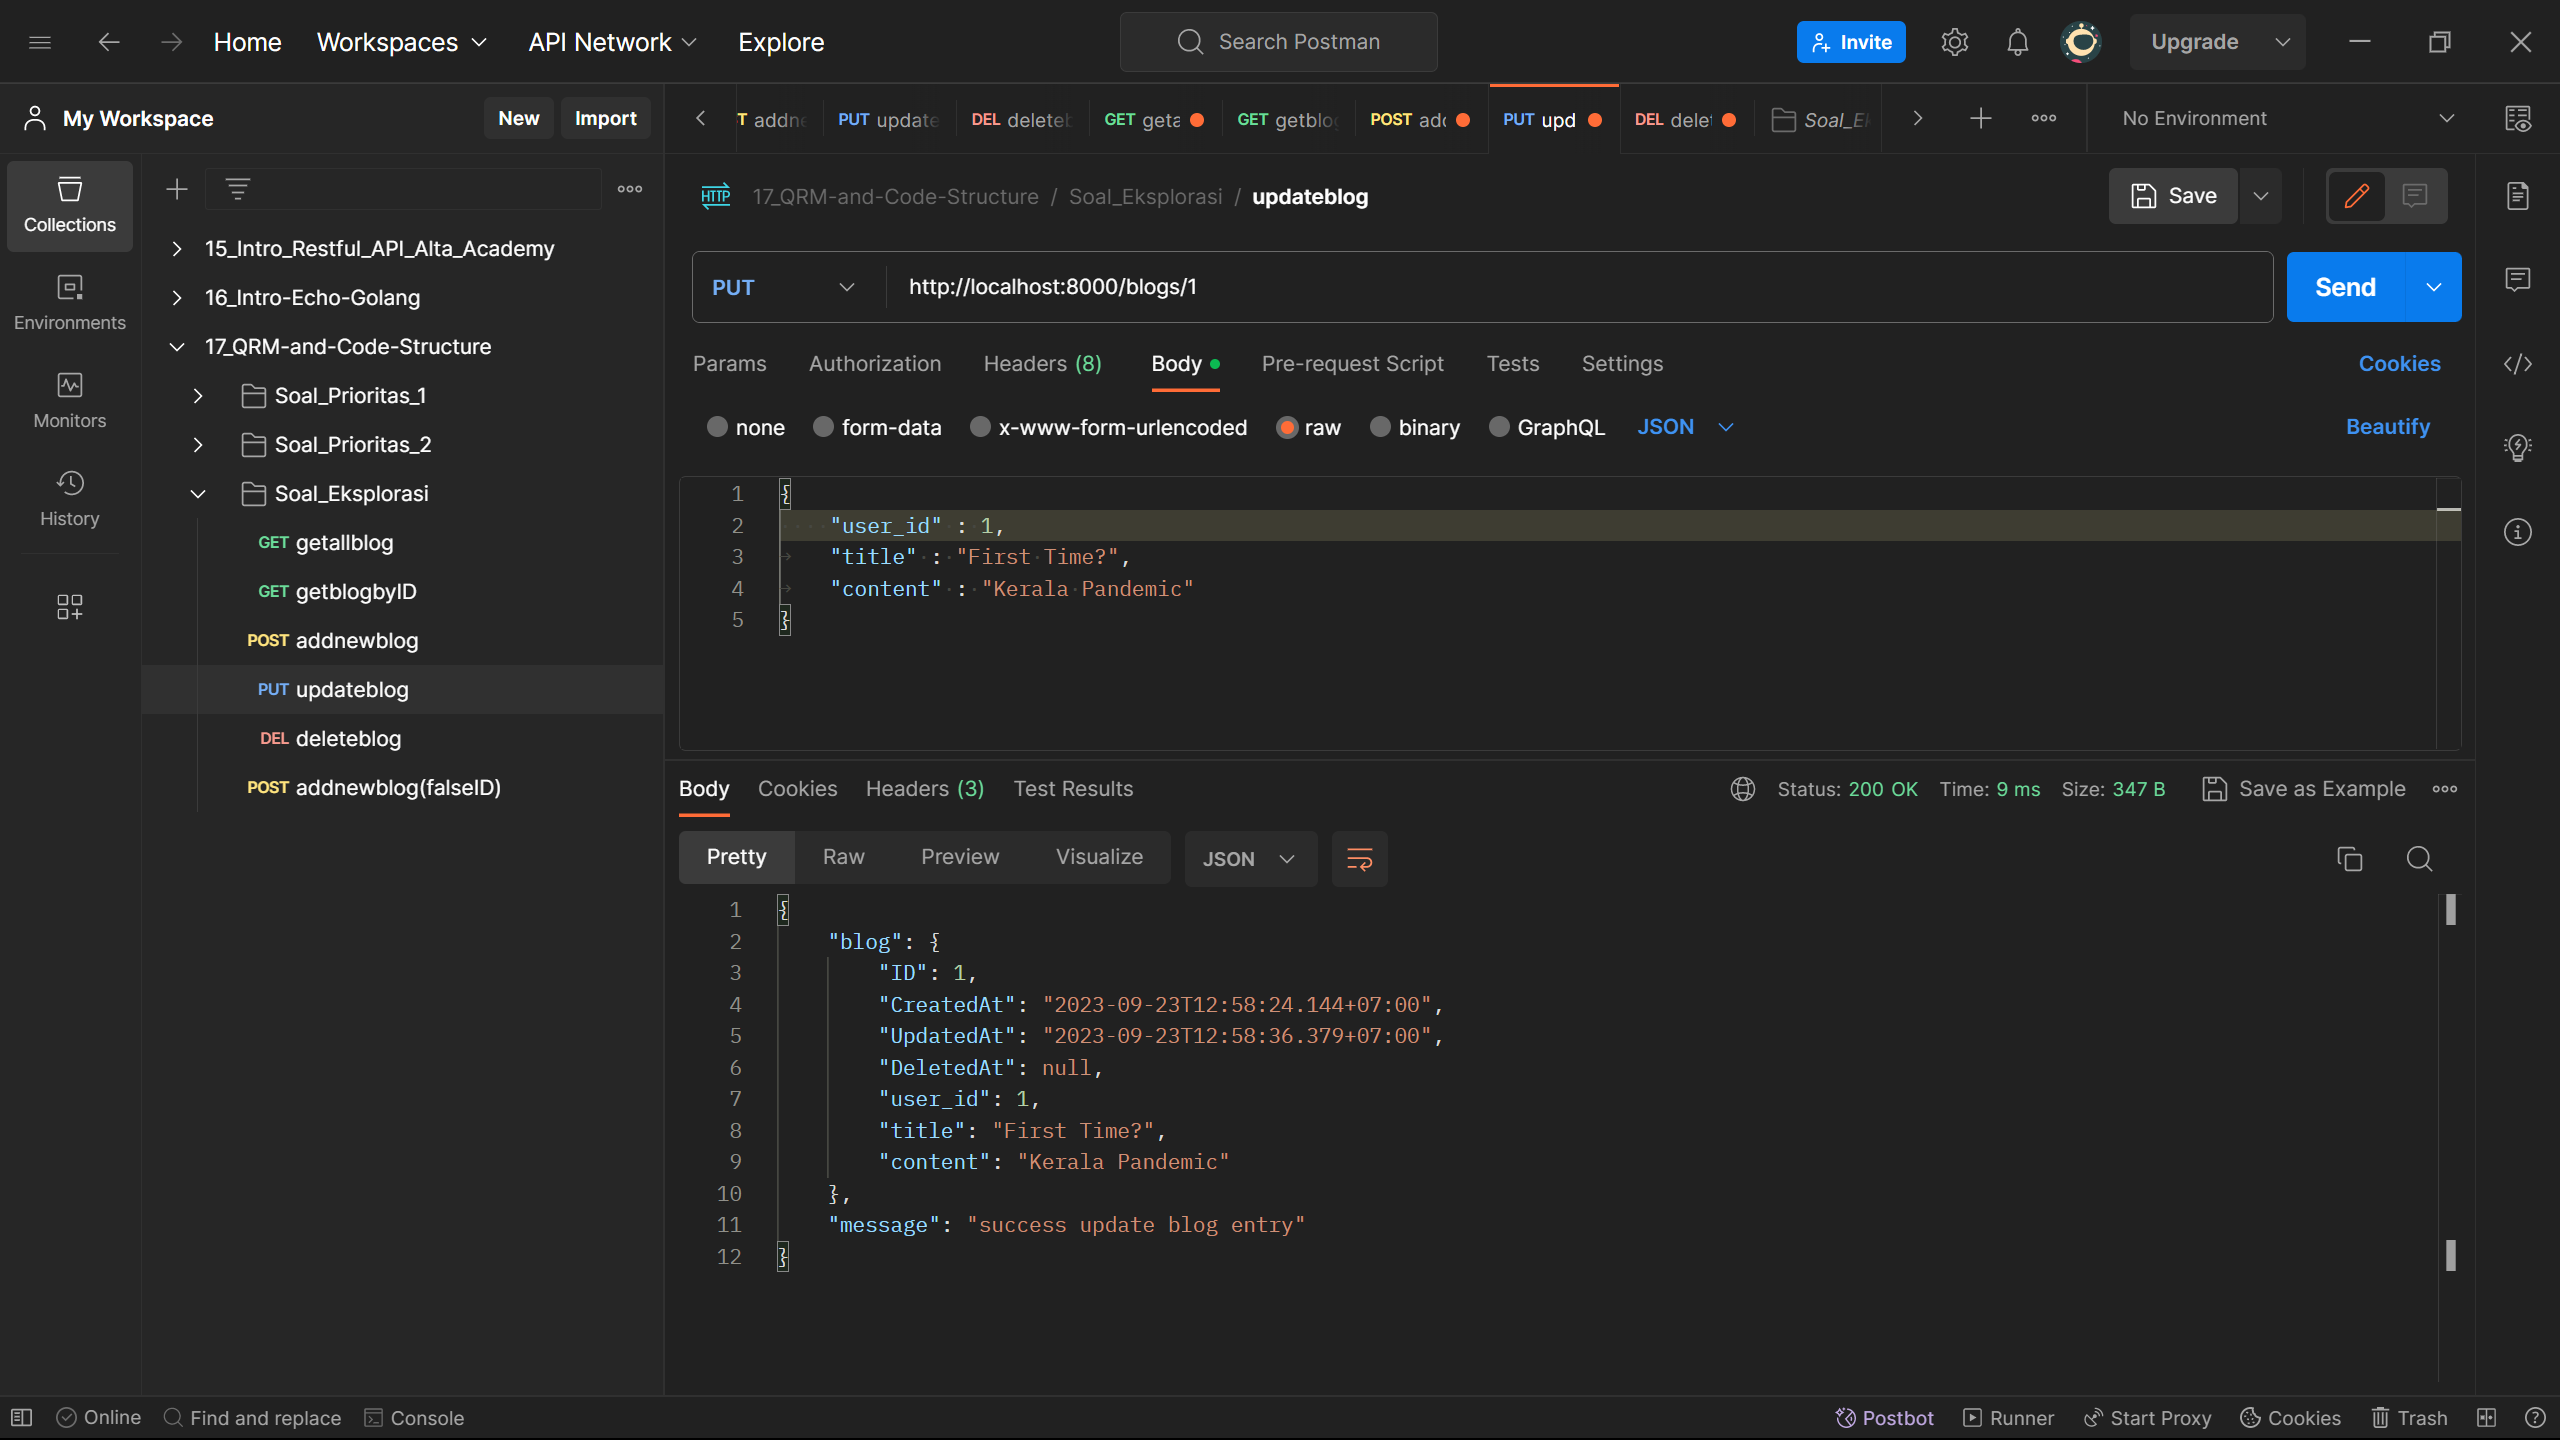 Home Workspaces API Network Explore Search Postman Invite Upgrade
My Workspace New Import
T addne PUT update DEL deleteb GET geta GET getblog POST add PUT upd DEL delet Soal_Ek No Environment
Collections
Environments
Monitors
History
15_Intro_Restful_API_Alta_Academy
16_Intro-Echo-Golang
17_QRM-and-Code-Structure
Soal_Prioritas_1
Soal_Prioritas_2
Soal_Eksplorasi
GET getallblog
GET getblogbyID
POST addnewblog
PUT updateblog
DEL deleteblog
POST addnewblog(falseID)
HTTP 17_QRM-and-Code-Structure / Soal_Eksplorasi / updateblog Save
PUT http://localhost:8000/blogs/1 Send
Params Authorization Headers (8) Body Pre-request Script Tests Settings Cookies
none form-data x-www-form-urlencoded raw binary GraphQL JSON Beautify
1 {
2 "user_id" : 1,
3 "title" : "First Time?",
4 "content" : "Kerala Pandemic"
5 }
Body Cookies Headers (3) Test Results Status: 200 OK Time: 9 ms Size: 347 B Save as Example
Pretty Raw Preview Visualize JSON
1 {
2 "blog": {
3 "ID": 1,
4 "CreatedAt": "2023-09-23T12:58:24.144+07:00",
5 "UpdatedAt": "2023-09-23T12:58:36.379+07:00",
6 "DeletedAt": null,
7 "user_id": 1,
8 "title": "First Time?",
9 "content": "Kerala Pandemic"
10 },
11 "message": "success update blog entry"
12 }
Online Find and replace Console Postbot Runner Start Proxy Cookies Trash